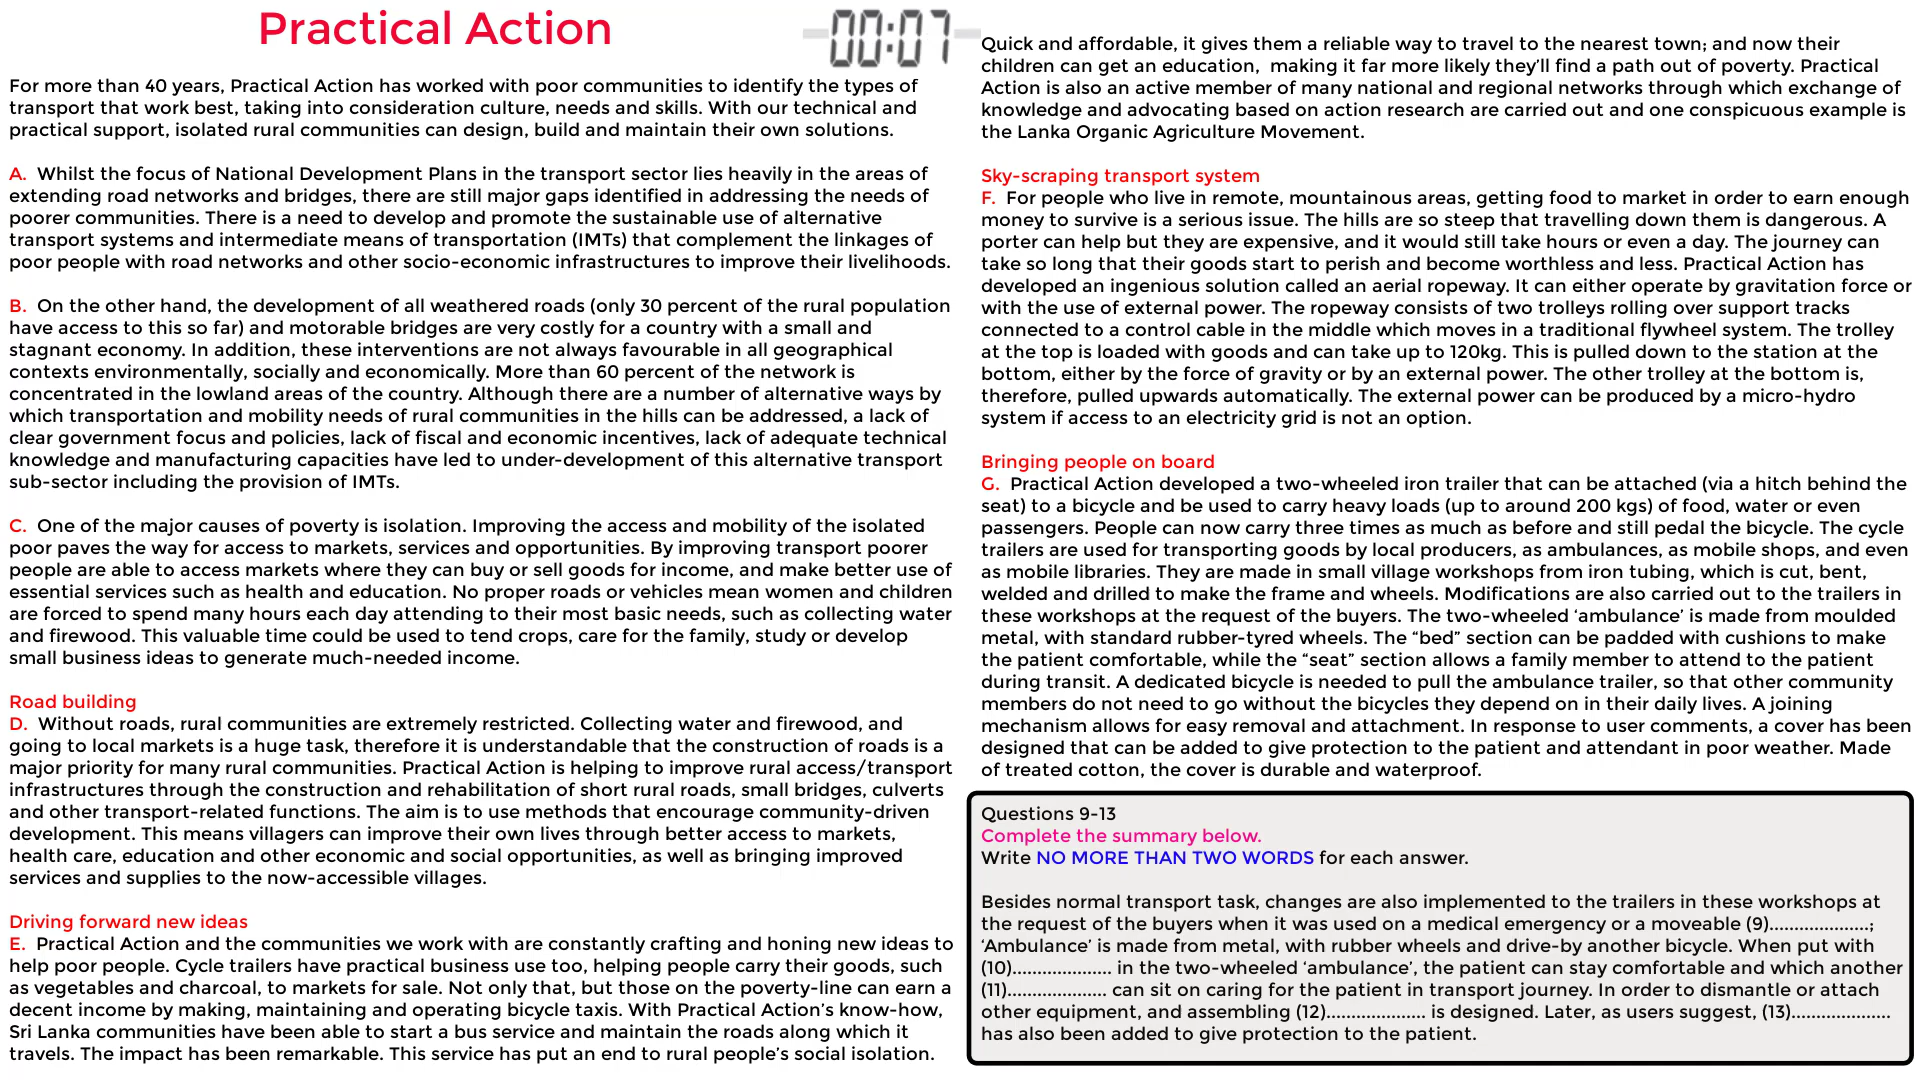 Practical Action
00:07
For more than 40 years, Practical Action has worked with poor communities to identify the types of
transport that work best, taking into consideration culture, needs and skills. With our technical and
practical support, isolated rural communities can design, build and maintain their own solutions.
A. Whilst the focus of National Development Plans in the transport sector lies heavily in the areas of
extending road networks and bridges, there are still major gaps identified in addressing the needs of
poorer communities. There is a need to develop and promote the sustainable use of alternative
transport systems and intermediate means of transportation (IMTs) that complement the linkages of
poor people with road networks and other socio-economic infrastructures to improve their livelihoods.
B. On the other hand, the development of all weathered roads (only 30 percent of the rural population
have access to this so far) and motorable bridges are very costly for a country with a small and
stagnant economy. In addition, these interventions are not always favourable in all geographical
contexts environmentally, socially and economically. More than 60 percent of the network is
concentrated in the lowland areas of the country. Although there are a number of alternative ways by
which transportation and mobility needs of rural communities in the hills can be addressed, a lack of
clear government focus and policies, lack of fiscal and economic incentives, lack of adequate technical
knowledge and manufacturing capacities have led to under-development of this alternative transport
sub-sector including the provision of IMTs.
C. One of the major causes of poverty is isolation. Improving the access and mobility of the isolated
poor paves the way for access to markets, services and opportunities. By improving transport poorer
people are able to access markets where they can buy or sell goods for income, and make better use of
essential services such as health and education. No proper roads or vehicles mean women and children
are forced to spend many hours each day attending to their most basic needs, such as collecting water
and firewood. This valuable time could be used to tend crops, care for the family, study or develop
small business ideas to generate much-needed income.
Road building
D. Without roads, rural communities are extremely restricted. Collecting water and firewood, and
going to local markets is a huge task, therefore it is understandable that the construction of roads is a
major priority for many rural communities. Practical Action is helping to improve rural access/transport
infrastructures through the construction and rehabilitation of short rural roads, small bridges, culverts
and other transport-related functions. The aim is to use methods that encourage community-driven
development. This means villagers can improve their own lives through better access to markets,
health care, education and other economic and social opportunities, as well as bringing improved
services and supplies to the now-accessible villages.
Driving forward new ideas
E. Practical Action and the communities we work with are constantly crafting and honing new ideas to
help poor people. Cycle trailers have practical business use too, helping people carry their goods, such
as vegetables and charcoal, to markets for sale. Not only that, but those on the poverty-line can earn a
decent income by making, maintaining and operating bicycle taxis. With Practical Action's know-how,
Sri Lanka communities have been able to start a bus service and maintain the roads along which it
travels. The impact has been remarkable. This service has put an end to rural people's social isolation.
Quick and affordable, it gives them a reliable way to travel to the nearest town; and now their
children can get an education, making it far more likely they'll find a path out of poverty. Practical
Action is also an active member of many national and regional networks through which exchange of
knowledge and advocating based on action research are carried out and one conspicuous example is
the Lanka Organic Agriculture Movement.
Sky-scraping transport system
F. For people who live in remote, mountainous areas, getting food to market in order to earn enough
money to survive is a serious issue. The hills are so steep that travelling down them is dangerous. A
porter can help but they are expensive, and it would still take hours or even a day. The journey can
take so long that their goods start to perish and become worthless and less. Practical Action has
developed an ingenious solution called an aerial ropeway. It can either operate by gravitation force or
with the use of external power. The ropeway consists of two trolleys rolling over support tracks
connected to a control cable in the middle which moves in a traditional flywheel system. The trolley
at the top is loaded with goods and can take up to 120kg. This is pulled down to the station at the
bottom, either by the force of gravity or by an external power. The other trolley at the bottom is,
therefore, pulled upwards automatically. The external power can be produced by a micro-hydro
system if access to an electricity grid is not an option.
Bringing people on board
G. Practical Action developed a two-wheeled iron trailer that can be attached (via a hitch behind the
seat) to a bicycle and be used to carry heavy loads (up to around 200 kgs) of food, water or even
passengers. People can now carry three times as much as before and still pedal the bicycle. The cycle
trailers are used for transporting goods by local producers, as ambulances, as mobile shops, and even
as mobile libraries. They are made in small village workshops from iron tubing, which is cut, bent,
welded and drilled to make the frame and wheels. Modifications are also carried out to the trailers in
these workshops at the request of the buyers. The two-wheeled ‘ambulance’ is made from moulded
metal, with standard rubber-tyred wheels. The “bed” section can be padded with cushions to make
the patient comfortable, while the “seat” section allows a family member to attend to the patient
during transit. A dedicated bicycle is needed to pull the ambulance trailer, so that other community
members do not need to go without the bicycles they depend on in their daily lives. A joining
mechanism allows for easy removal and attachment. In response to user comments, a cover has been
designed that can be added to give protection to the patient and attendant in poor weather. Made
of treated cotton, the cover is durable and waterproof.
Questions 9-13
Complete the summary below.
Write NO MORE THAN TWO WORDS for each answer.
Besides normal transport task, changes are also implemented to the trailers in these workshops at
the request of the buyers when it was used on a medical emergency or a moveable (9)....................;
‘Ambulance’ is made from metal, with rubber wheels and drive-by another bicycle. When put with
(10).................... in the two-wheeled ‘ambulance’, the patient can stay comfortable and which another
(11).................... can sit on caring for the patient in transport journey. In order to dismantle or attach
other equipment, and assembling (12).................... is designed. Later, as users suggest, (13)....................
has also been added to give protection to the patient.